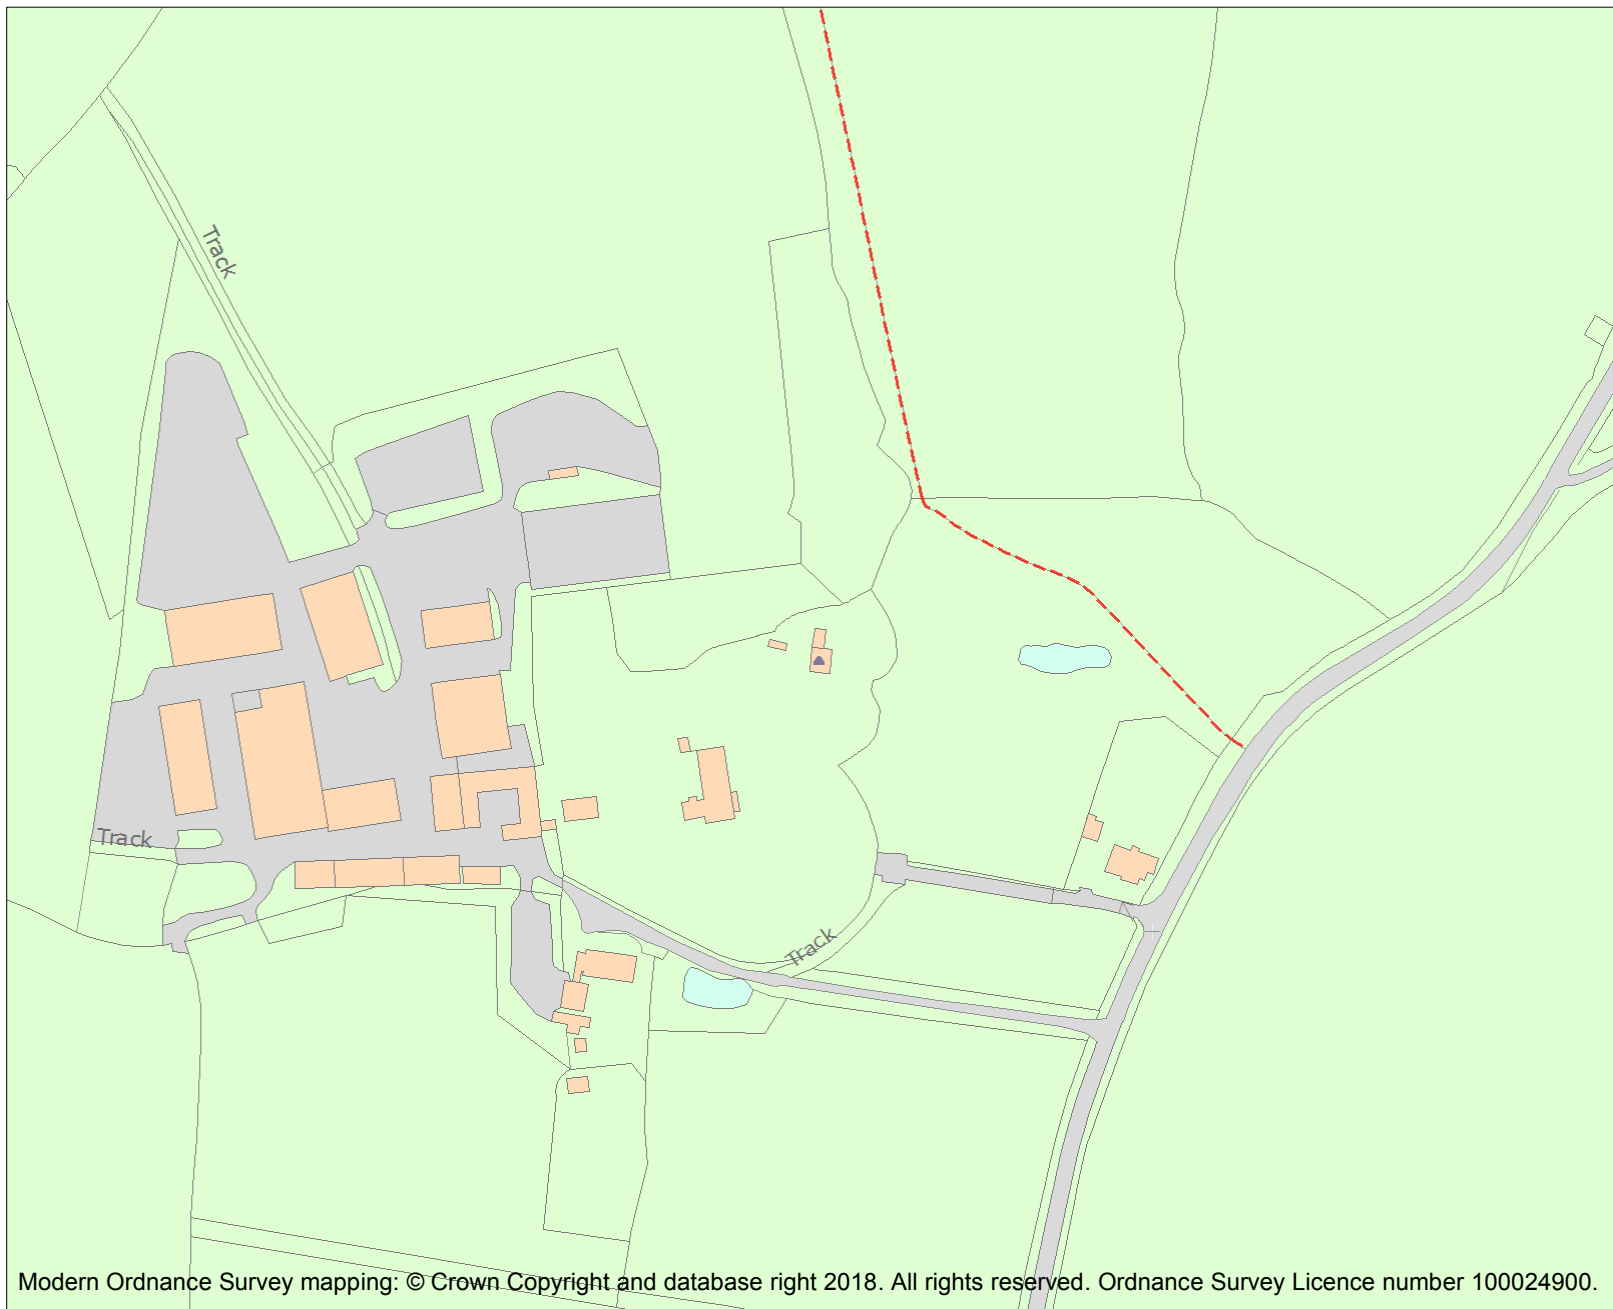 Track
Track
Track
Modern Ordnance Survey mapping: © Crown Copyright and database right 2018. All rights reserved. Ordnance Survey Licence number 100024900.